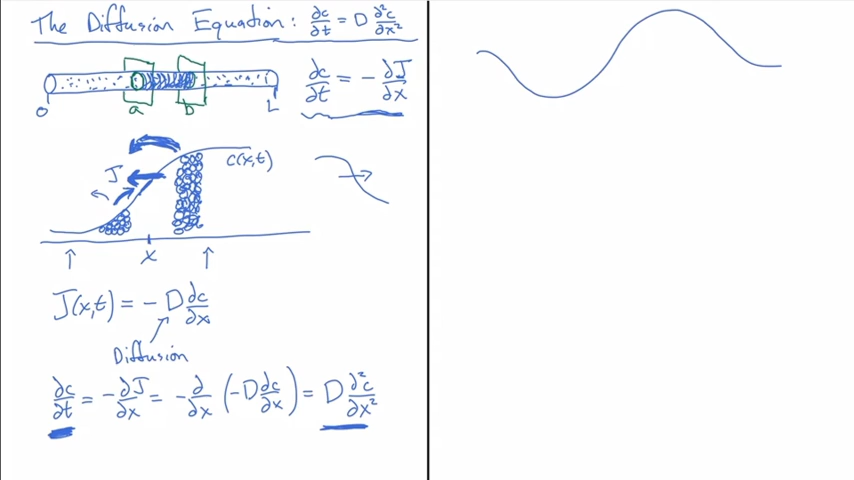 The Diffusion Equation: ∂c/∂t = D ∂²c/∂x²
∂c/∂t = -∂J/∂x
0 a b L
J c(x,t)
x
J(x,t) = -D ∂c/∂x
Diffusion
∂c/∂t = -∂J/∂x = -∂/∂x (-D ∂c/∂x) = D ∂²c/∂x²